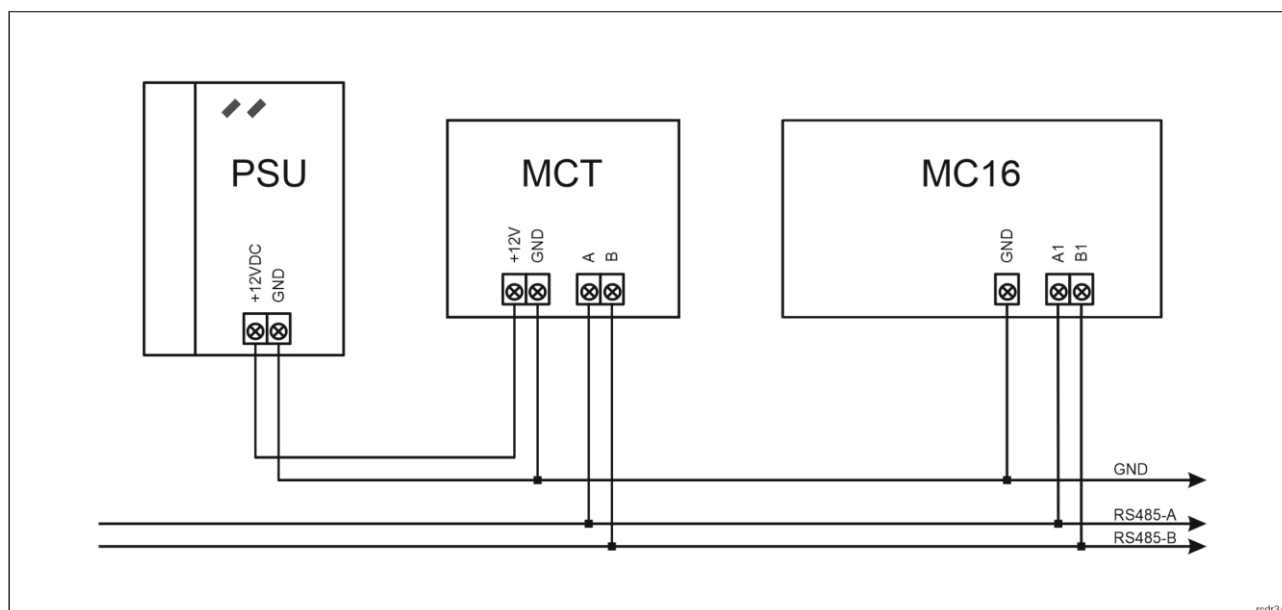 PSU
+12VDC
GND
MCT
+12V
GND
A
B
MC16
GND
A1
B1
GND
RS485-A
RS485-B